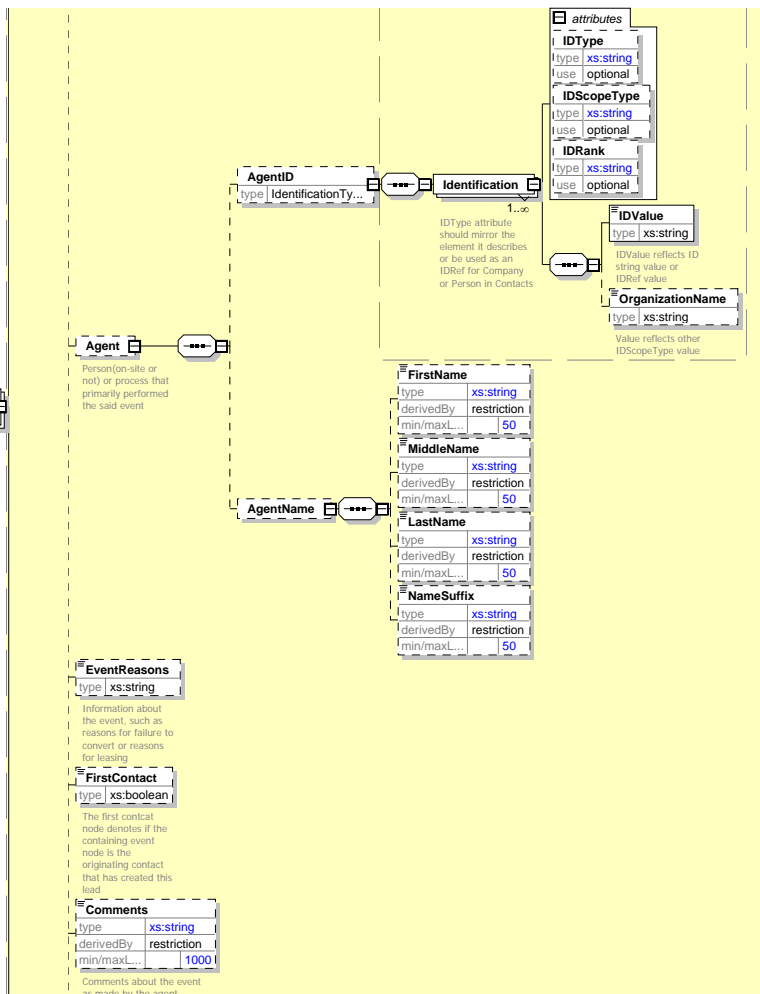 attributes
IDType
type xs:string
use optional
IDScopeType
type xs:string
use optional
IDRank
type xs:string
use optional
AgentID
type IdentificationTy...
Identification
1..∞
IDType attribute
should mirror the
element it describes
or be used as an
IDRef for Company
or Person in Contacts
IDValue
type xs:string
IDValue reflects ID
string value or
IDRef value
OrganizationName
type xs:string
Value reflects other
IDScopeType value
Agent
Person(on-site or
not) or process that
primarily performed
the said event
FirstName
type xs:string
derivedBy restriction
min/maxL... 50
MiddleName
type xs:string
derivedBy restriction
min/maxL... 50
AgentName
LastName
type xs:string
derivedBy restriction
min/maxL... 50
NameSuffix
type xs:string
derivedBy restriction
min/maxL... 50
EventReasons
type xs:string
Information about
the event, such as
reasons for failure to
convert or reasons
for leasing
FirstContact
type xs:boolean
The first contcat
node denotes if the
containing event
node is the
originating contact
that has created this
lead
Comments
type xs:string
derivedBy restriction
min/maxL... 1000
Comments about the event
as made by the agent